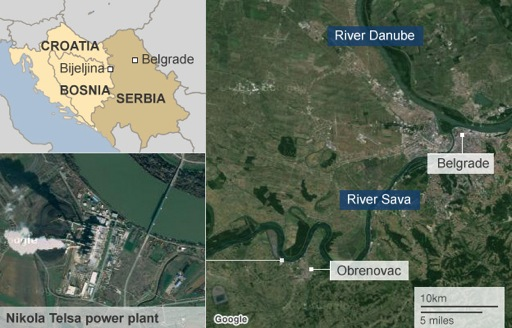 CROATIA
Belgrade
Bijeljina
BOSNIA
SERBIA
River Danube
Belgrade
River Sava
Obrenovac
Nikola Telsa power plant
Google
10km
5 miles